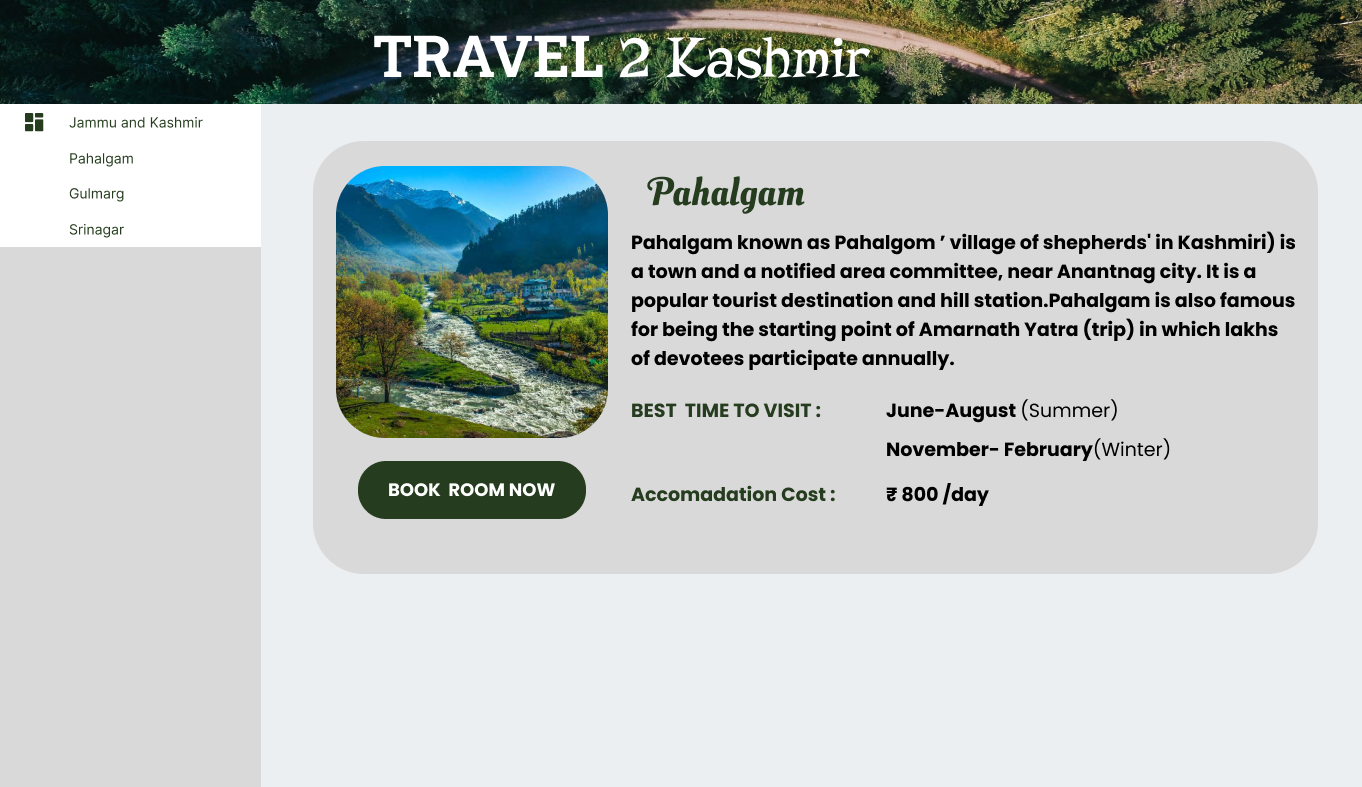 TRAVEL 2 Kashmir
Jammu and Kashmir
Pahalgam
Gulmarg
Srinagar
Pahalgam
Pahalgam known as Pahalgom ’ village of shepherds' in Kashmiri) is
a town and a notified area committee, near Anantnag city. It is a
popular tourist destination and hill station.Pahalgam is also famous
for being the starting point of Amarnath Yatra (trip) in which lakhs
of devotees participate annually.
BEST TIME TO VISIT : June-August (Summer)
November- February(Winter)
BOOK ROOM NOW
Accomadation Cost : ₹ 800 /day